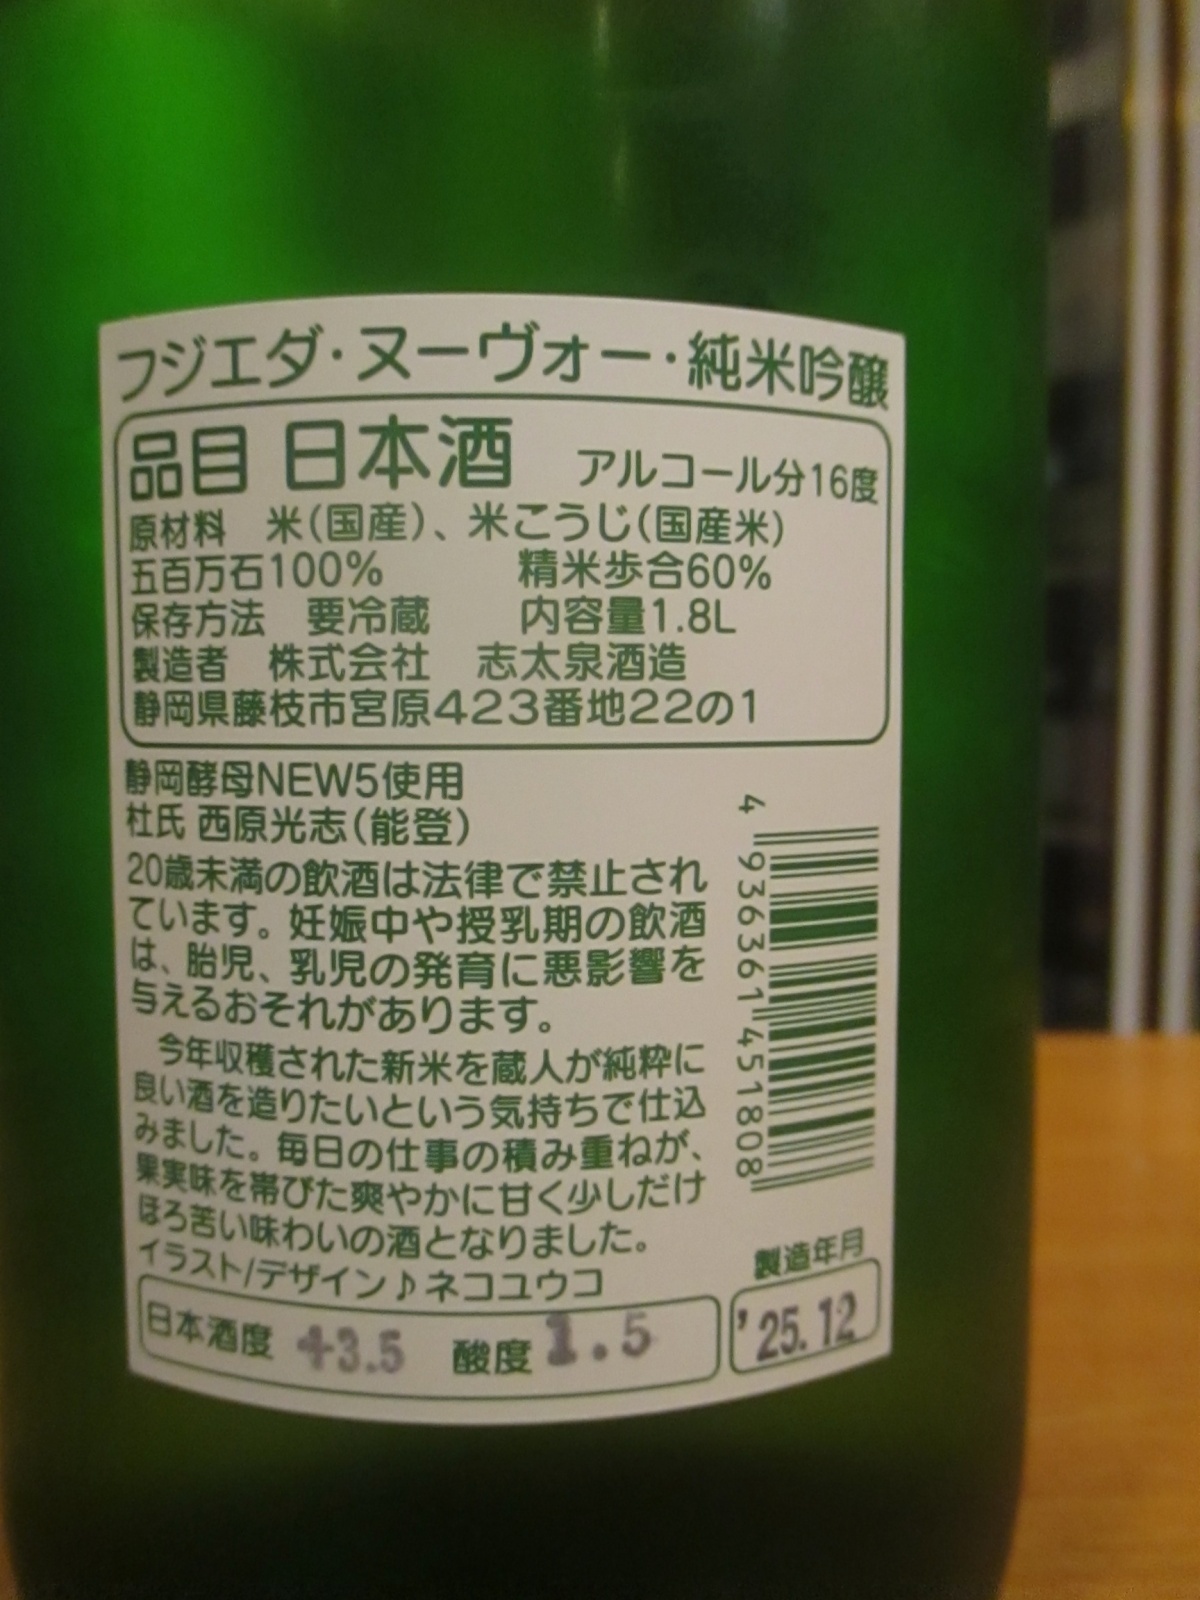 フジエダ・ヌーヴォー・純米吟醸
品目 日本酒 アルコール分16度
原材料 米(国産)、米こうじ(国産米)
五百万石100% 精米歩合60%
保存方法 要冷蔵 内容量1.8L
製造者 株式会社 志太泉酒造
静岡県藤枝市宮原423番地22の1
静岡酵母NEW5使用
杜氏 西原光志(能登)
20歳未満の飲酒は法律で禁止され
ています。妊娠中や授乳期の飲酒
は、胎児、乳児の発育に悪影響を
与えるおそれがあります。
今年収穫された新米を蔵人が純粋に
良い酒を造りたいという気持ちで仕込
みました。毎日の仕事の積み重ねが、
果実味を帯びた爽やかに甘く少しだけ
ほろ苦い味わいの酒となりました。
イラスト/デザイン♪ネコユウコ
4 936361 451808
製造年月
'25.12
日本酒度 +3.5 酸度 1.5